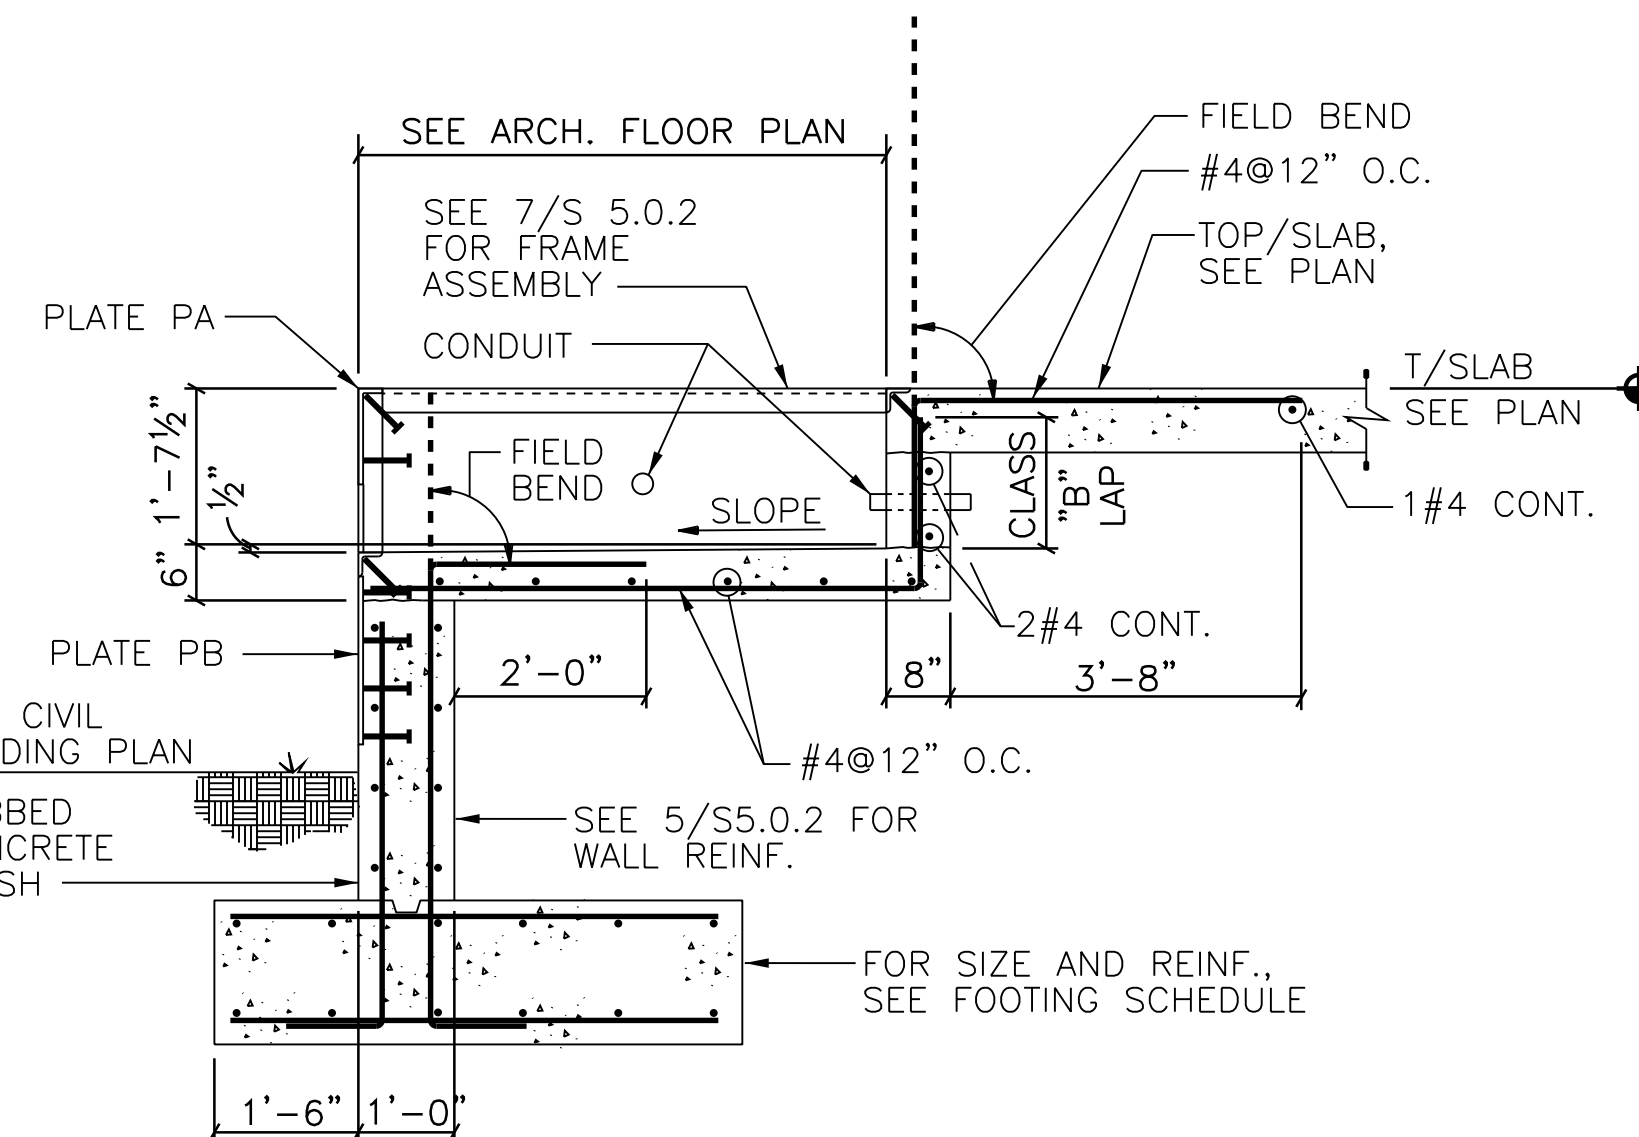 FIELD BEND
#4@12" O.C.
TOP/SLAB,
SEE PLAN
SEE ARCH. FLOOR PLAN
SEE 7/S 5.0.2
FOR FRAME
ASSEMBLY
CONDUIT
PLATE PA
T/SLAB
SEE PLAN
1'-7½"
½"
6"
FIELD
BEND
SLOPE
CLASS
"B"
LAP
1#4 CONT.
2#4 CONT.
PLATE PB
2'-0"
8"
3'-8"
CIVIL
DING PLAN
#4@12" O.C.
BBED
NCRETE
SH
SEE 5/S5.0.2 FOR
WALL REINF.
FOR SIZE AND REINF.,
SEE FOOTING SCHEDULE
1'-6"
1'-0"